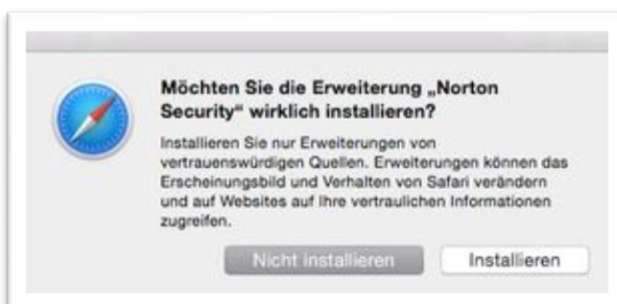 Möchten Sie die Erweiterung „Norton
Security“ wirklich installieren?
Installieren Sie nur Erweiterungen von
vertrauenswürdigen Quellen. Erweiterungen können das
Erscheinungsbild und Verhalten von Safari verändern
und auf Websites auf Ihre vertraulichen Informationen
zugreifen.
Nicht installieren Installieren